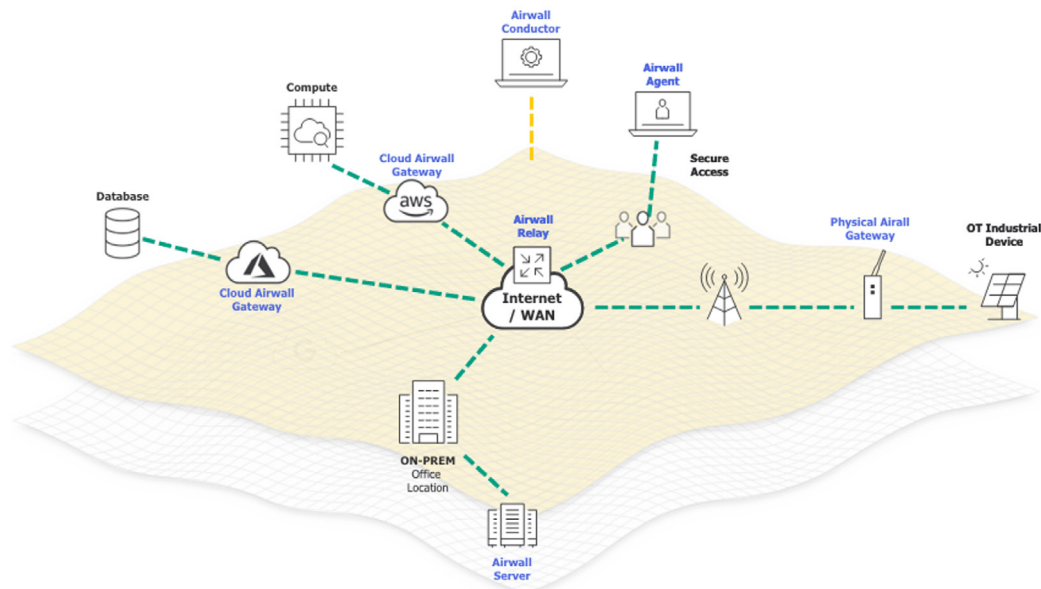 Airwall
Conductor
Airwall
Agent
Compute
Secure
Access
Cloud Airwall
Gateway
aws
Database
Airwall
Relay
Physical Airall
Gateway
OT Industrial
Device
Cloud Airwall
Gateway
Internet
/ WAN
ON-PREM
Office
Location
Airwall
Server